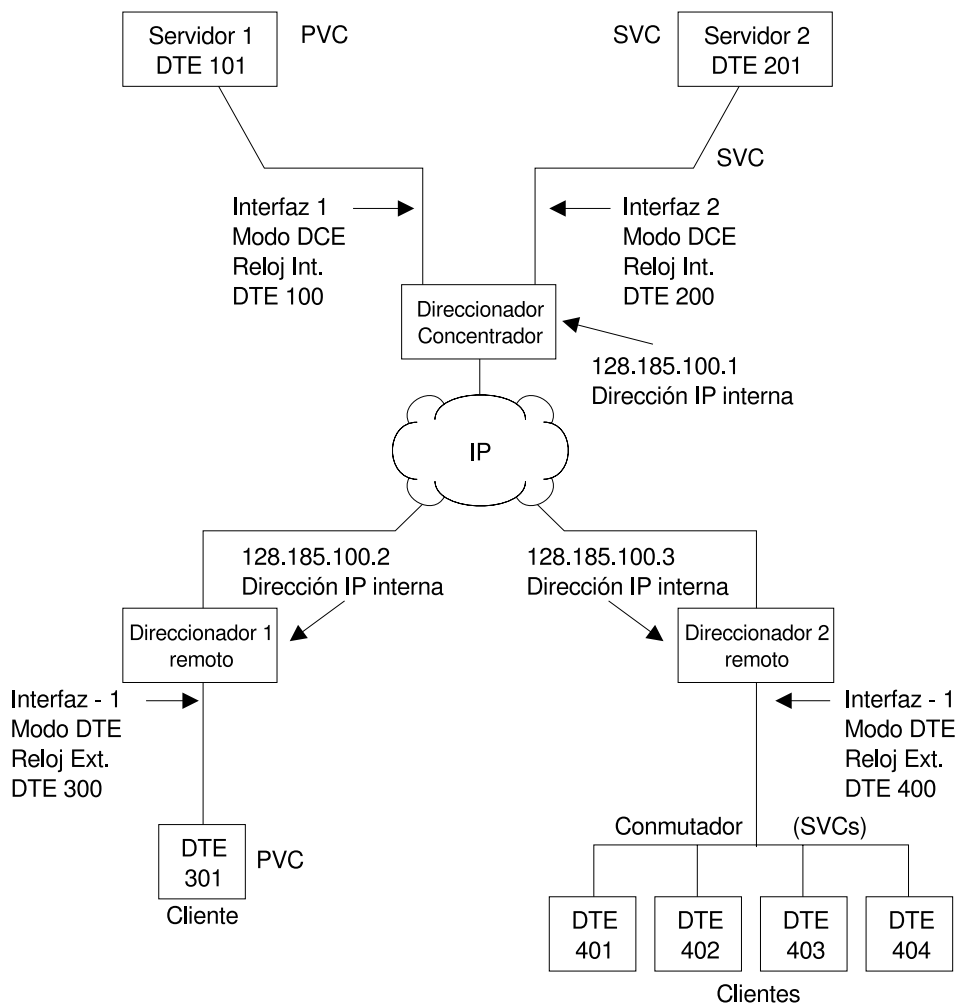 Servidor 1
DTE 101
PVC
SVC
Servidor 2
DTE 201
SVC
Interfaz 1
Modo DCE
Reloj Int.
DTE 100
Interfaz 2
Modo DCE
Reloj Int.
DTE 200
Direccionador
Concentrador
128.185.100.1
Dirección IP interna
IP
128.185.100.2
Dirección IP interna
128.185.100.3
Dirección IP interna
Direccionador 1
remoto
Direccionador 2
remoto
Interfaz - 1
Modo DTE
Reloj Ext.
DTE 300
Interfaz - 1
Modo DTE
Reloj Ext.
DTE 400
DTE
301
PVC
Cliente
Conmutador
(SVCs)
DTE
401
DTE
402
DTE
403
DTE
404
Clientes